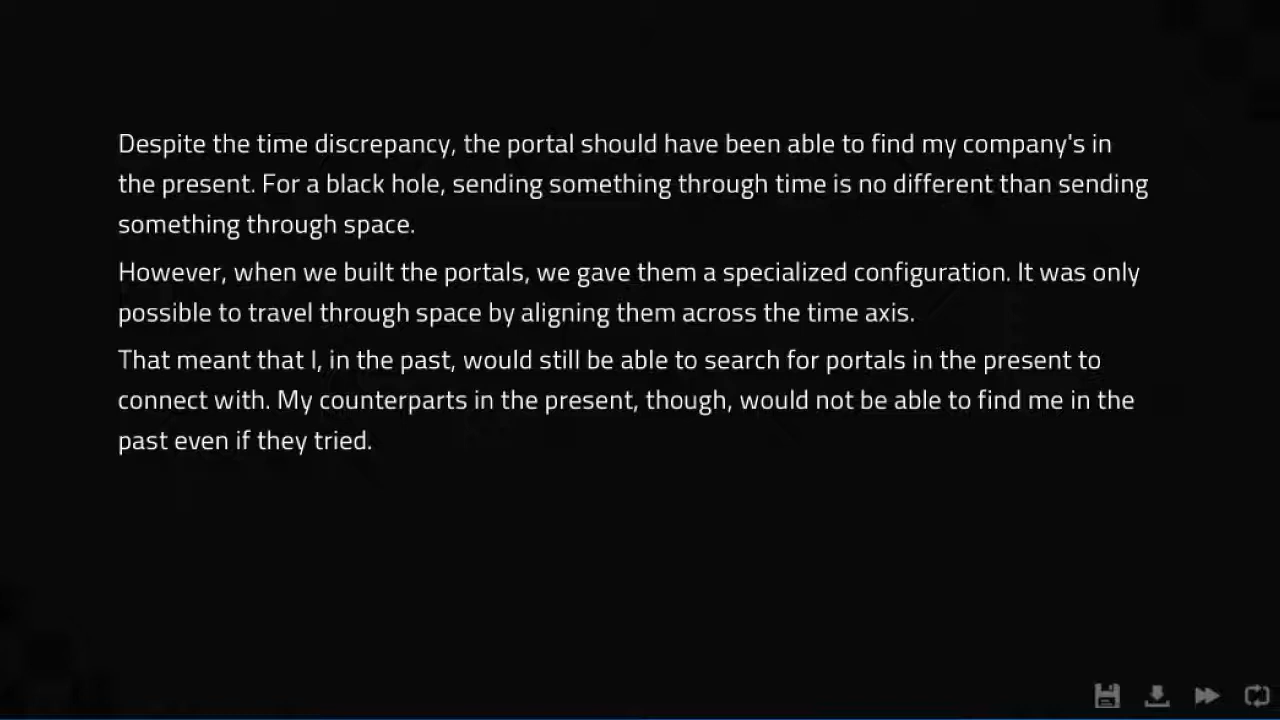 Despite the time discrepancy, the portal should have been able to find my company's in
the present. For a black hole, sending something through time is no different than sending
something through space.
However, when we built the portals, we gave them a specialized configuration. It was only
possible to travel through space by aligning them across the time axis.
That meant that I, in the past, would still be able to search for portals in the present to
connect with. My counterparts in the present, though, would not be able to find me in the
past even if they tried.